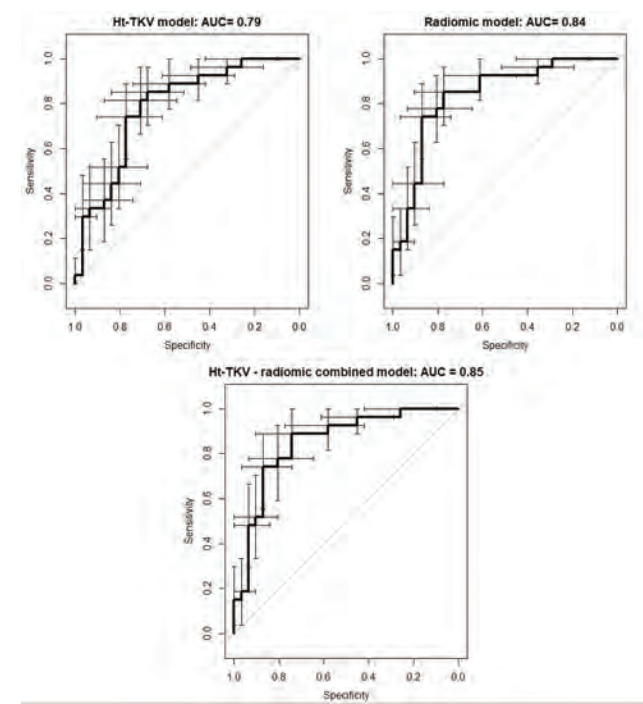 Ht-TKV model: AUC= 0.79
1.0
0.8
0.6
0.4
0.2
0.0
Sensitivity
1.0 0.8 0.6 0.4 0.2 0.0
Specificity
Radiomic model: AUC= 0.84
1.0
0.8
0.6
0.4
0.2
0.0
Sensitivity
1.0 0.8 0.6 0.4 0.2 0.0
Specificity
Ht-TKV - radiomic combined model: AUC = 0.85
1.0
0.8
0.6
0.4
0.2
0.0
Sensitivity
1.0 0.8 0.6 0.4 0.2 0.0
Specificity